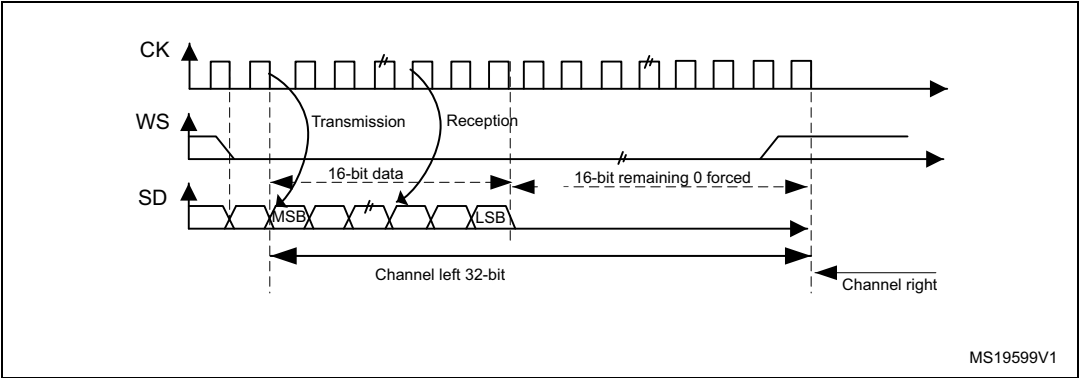 CK
WS
Transmission
Reception
16-bit data
16-bit remaining 0 forced
SD
MSB
LSB
Channel left 32-bit
Channel right
MS19599V1